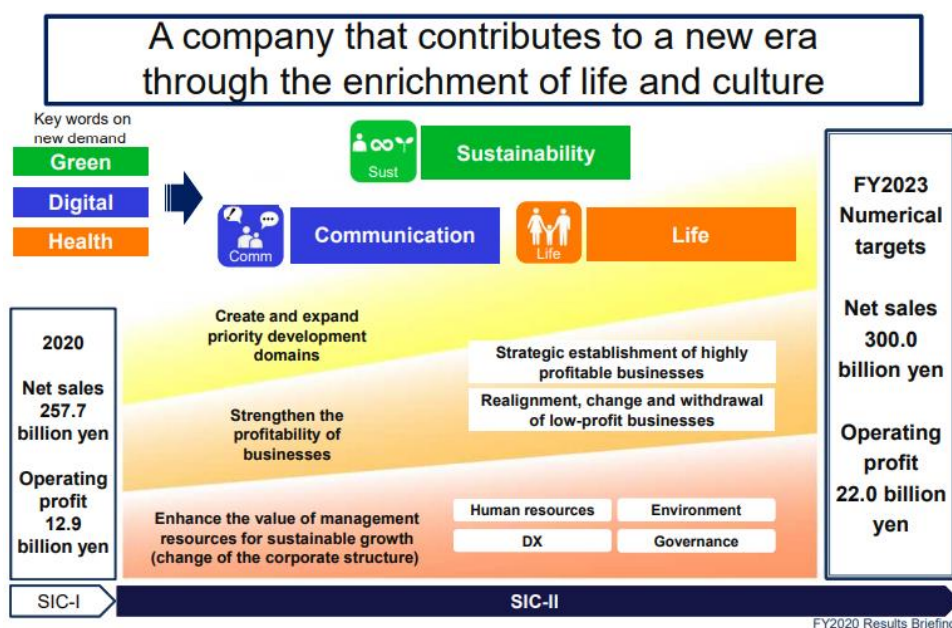 A company that contributes to a new era
through the enrichment of life and culture
Key words on
new demand
Green
Digital
Health
Sust
Sustainability
Comm
Communication
Life
Life
2020
Net sales
257.7
billion yen
Operating
profit
12.9
billion yen
Create and expand
priority development
domains
Strengthen the
profitability of
businesses
Strategic establishment of highly
profitable businesses
Realignment, change and withdrawal
of low-profit businesses
Enhance the value of management
resources for sustainable growth
(change of the corporate structure)
Human resources
Environment
DX
Governance
FY2023
Numerical
targets
Net sales
300.0
billion yen
Operating
profit
22.0 billion
yen
SIC-I
SIC-II
FY2020 Results Briefing